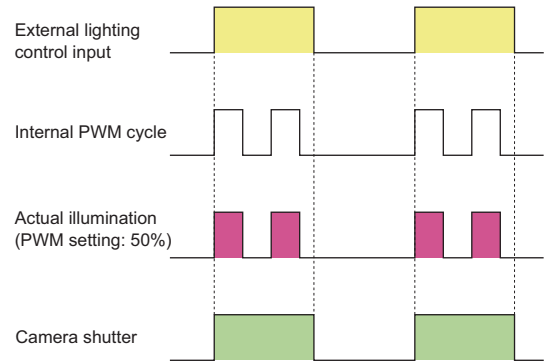 External lighting
control input
Internal PWM cycle
Actual illumination
(PWM setting: 50%)
Camera shutter